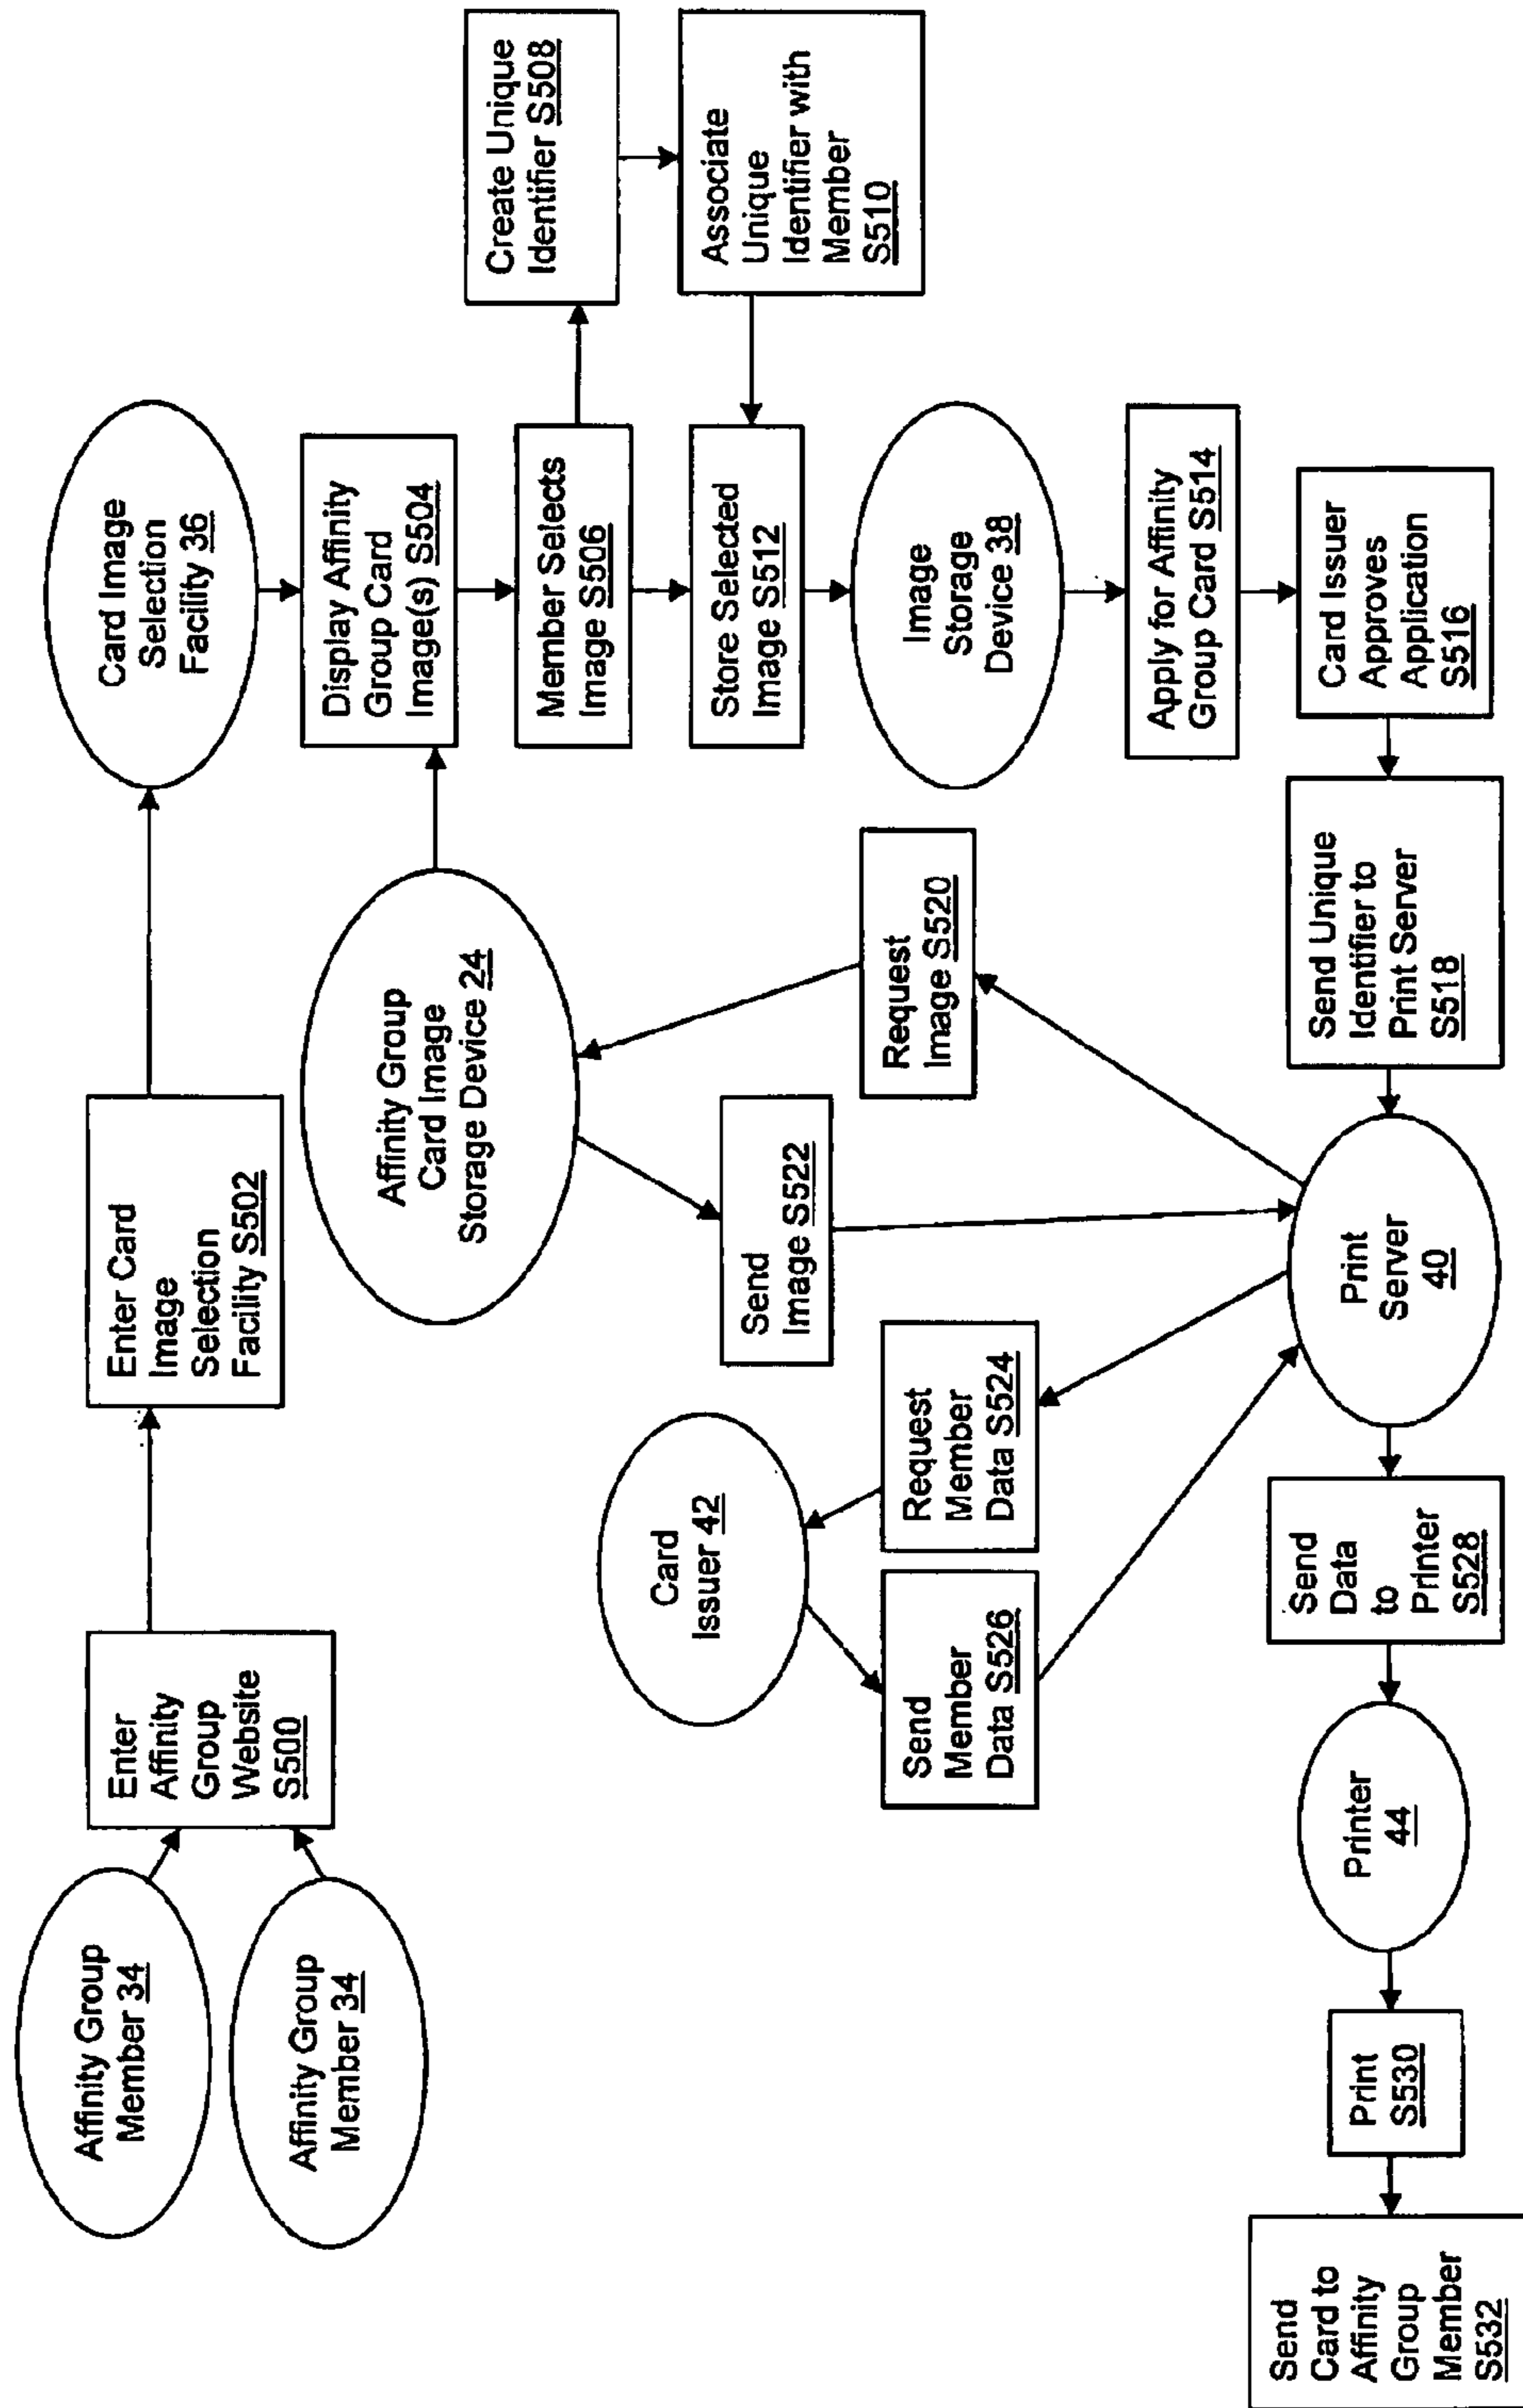 Affinity Group
Member 34
Affinity Group
Member 34
Enter
Affinity
Group
Website
S500
Enter Card
Image
Selection
Facility S502
Card Image
Selection
Facility 36
Affinity Group
Card Image
Storage Device 24
Display Affinity
Group Card
Image(s) S504
Member Selects
Image S506
Create Unique
Identifier S508
Associate
Unique
Identifier with
Member
S510
Store Selected
Image S512
Image
Storage
Device 38
Apply for Affinity
Group Card S514
Card Issuer
Approves
Application
S516
Send Unique
Identifier to
Print Server
S518
Request
Image S520
Send
Image S522
Card
Issuer 42
Request
Member
Data S524
Send
Member
Data S526
Print
Server
40
Send
Data
to
Printer
S528
Printer
44
Print
S530
Send
Card to
Affinity
Group
Member
S532